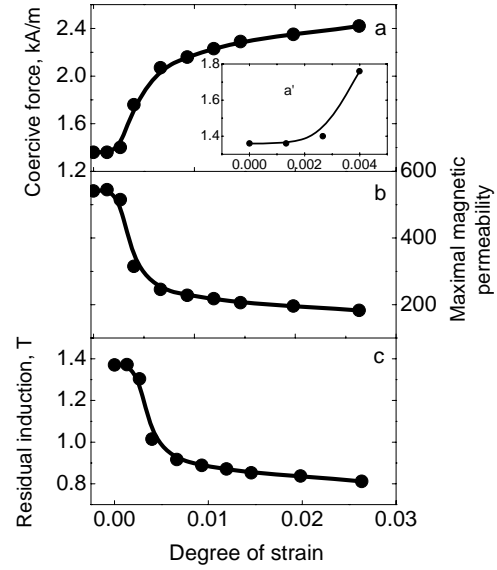 Coercive force, kA/m
2.4
2.0
1.6
1.2
a
1.8
1.6
1.4
a'
0.000
0.002
0.004
b
600
400
200
Maximal magnetic
permeability
Residual induction, T
1.4
1.2
1.0
0.8
c
0.00
0.01
0.02
0.03
Degree of strain